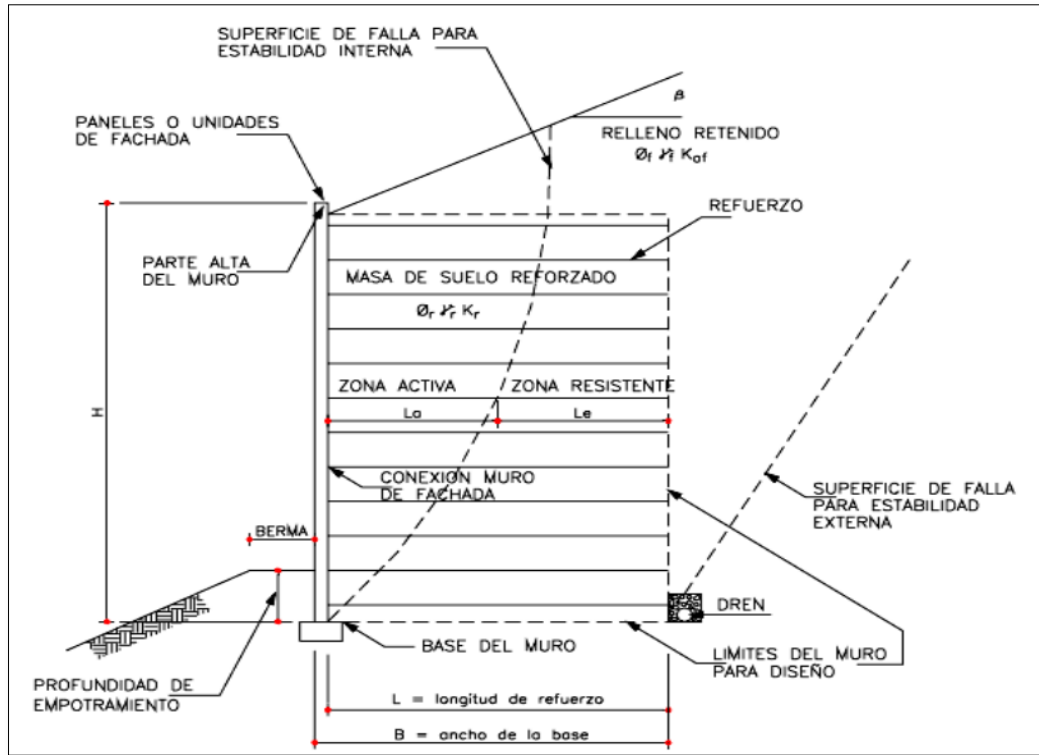 SUPERFICIE DE FALLA PARA
ESTABILIDAD INTERNA
β
PANELES O UNIDADES
DE FACHADA
RELLENO RETENIDO
Øf γf Kaf
REFUERZO
PARTE ALTA
DEL MURO
MASA DE SUELO REFORZADO
Ør γr Kr
ZONA ACTIVA
ZONA RESISTENTE
La
Le
H
CONEXION MURO
DE FACHADA
SUPERFICIE DE FALLA
PARA ESTABILIDAD
EXTERNA
BERMA
DREN
BASE DEL MURO
LIMITES DEL MURO
PARA DISEÑO
PROFUNDIDAD DE
EMPOTRAMIENTO
L = longitud de refuerzo
B = ancho de la base